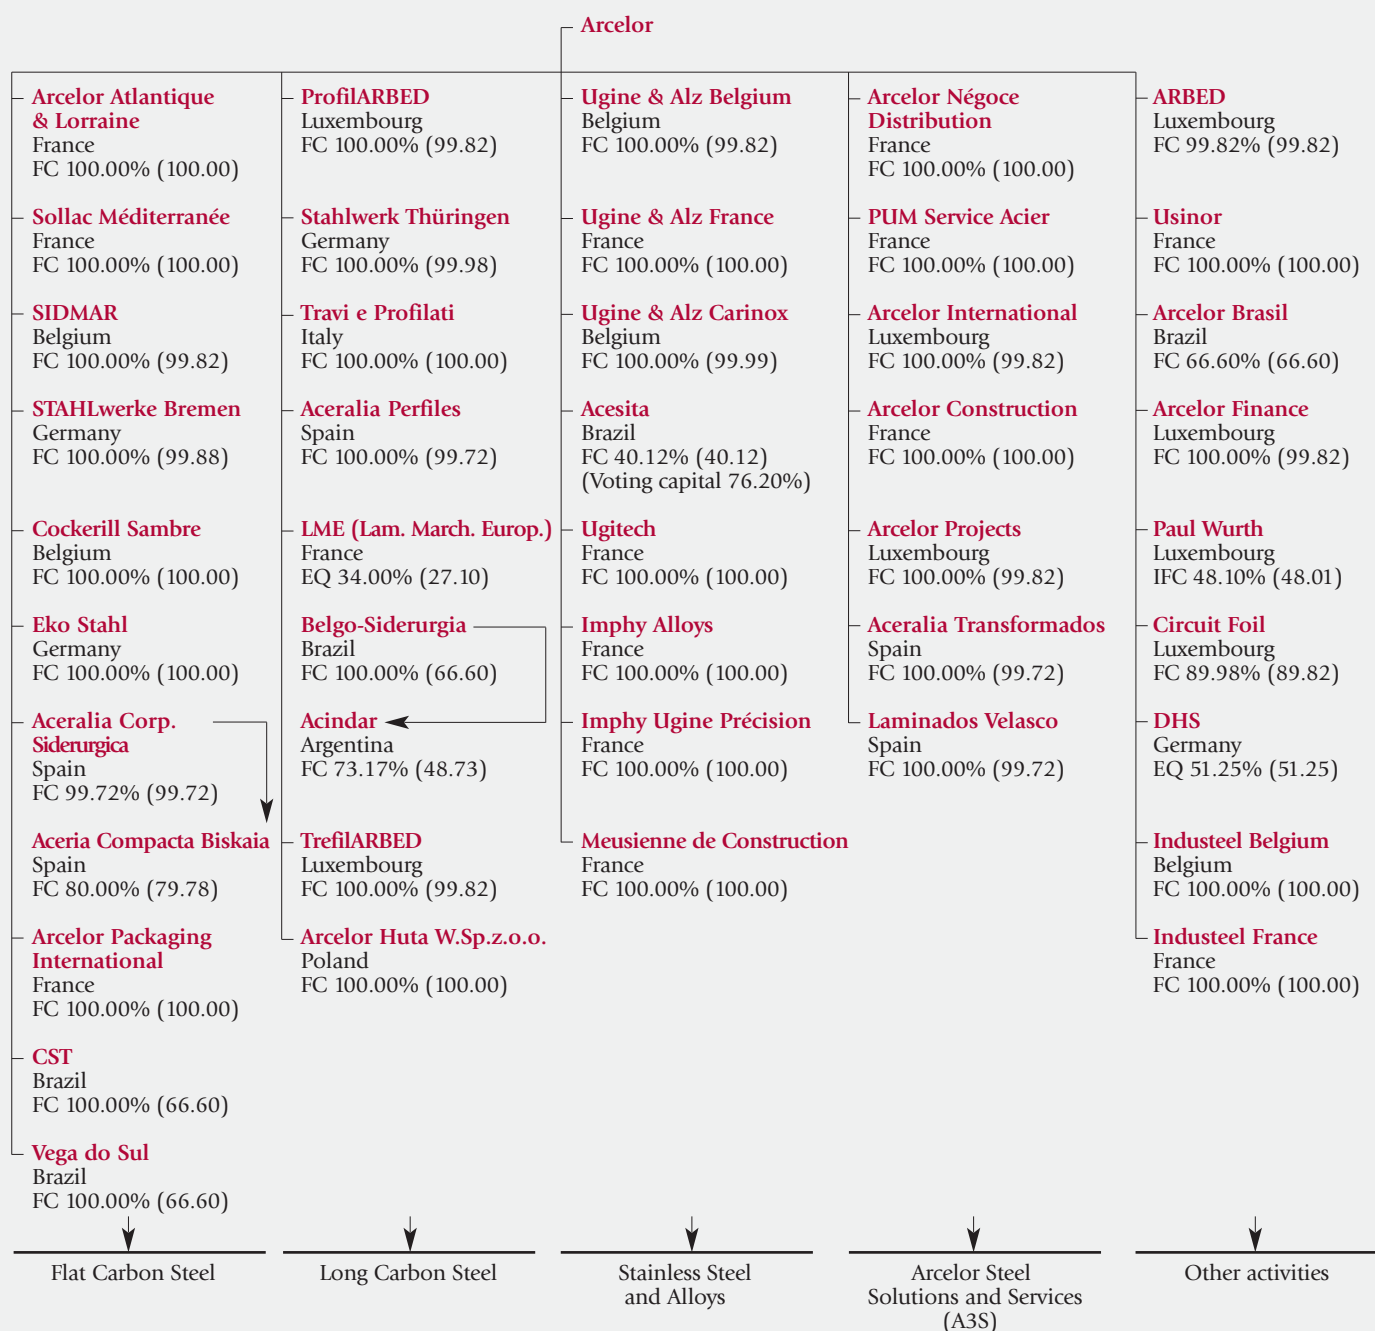 Arcelor
Arcelor Atlantique
& Lorraine
France
FC 100.00% (100.00)
Sollac Méditerranée
France
FC 100.00% (100.00)
SIDMAR
Belgium
FC 100.00% (99.82)
STAHLwerke Bremen
Germany
FC 100.00% (99.88)
Cockerill Sambre
Belgium
FC 100.00% (100.00)
Eko Stahl
Germany
FC 100.00% (100.00)
Aceralia Corp.
Siderurgica
Spain
FC 99.72% (99.72)
Aceria Compacta Biskaia
Spain
FC 80.00% (79.78)
Arcelor Packaging
International
France
FC 100.00% (100.00)
CST
Brazil
FC 100.00% (66.60)
Vega do Sul
Brazil
FC 100.00% (66.60)
Flat Carbon Steel
ProfilARBED
Luxembourg
FC 100.00% (99.82)
Stahlwerk Thüringen
Germany
FC 100.00% (99.98)
Travi e Profilati
Italy
FC 100.00% (100.00)
Aceralia Perfiles
Spain
FC 100.00% (99.72)
LME (Lam. March. Europ.)
France
EQ 34.00% (27.10)
Belgo-Siderurgia
Brazil
FC 100.00% (66.60)
Acindar
Argentina
FC 73.17% (48.73)
TrefilARBED
Luxembourg
FC 100.00% (99.82)
Arcelor Huta W.Sp.z.o.o.
Poland
FC 100.00% (100.00)
Long Carbon Steel
Ugine & Alz Belgium
Belgium
FC 100.00% (99.82)
Ugine & Alz France
France
FC 100.00% (100.00)
Ugine & Alz Carinox
Belgium
FC 100.00% (99.99)
Acesita
Brazil
FC 40.12% (40.12)
(Voting capital 76.20%)
Ugitech
France
FC 100.00% (100.00)
Imphy Alloys
France
FC 100.00% (100.00)
Imphy Ugine Précision
France
FC 100.00% (100.00)
Meusienne de Construction
France
FC 100.00% (100.00)
Stainless Steel
and Alloys
Arcelor Négoce
Distribution
France
FC 100.00% (100.00)
PUM Service Acier
France
FC 100.00% (100.00)
Arcelor International
Luxembourg
FC 100.00% (99.82)
Arcelor Construction
France
FC 100.00% (100.00)
Arcelor Projects
Luxembourg
FC 100.00% (99.82)
Aceralia Transformados
Spain
FC 100.00% (99.72)
Laminados Velasco
Spain
FC 100.00% (99.72)
Arcelor Steel
Solutions and Services
(A3S)
ARBED
Luxembourg
FC 99.82% (99.82)
Usinor
France
FC 100.00% (100.00)
Arcelor Brasil
Brazil
FC 66.60% (66.60)
Arcelor Finance
Luxembourg
FC 100.00% (99.82)
Paul Wurth
Luxembourg
IFC 48.10% (48.01)
Circuit Foil
Luxembourg
FC 89.98% (89.82)
DHS
Germany
EQ 51.25% (51.25)
Industeel Belgium
Belgium
FC 100.00% (100.00)
Industeel France
France
FC 100.00% (100.00)
Other activities